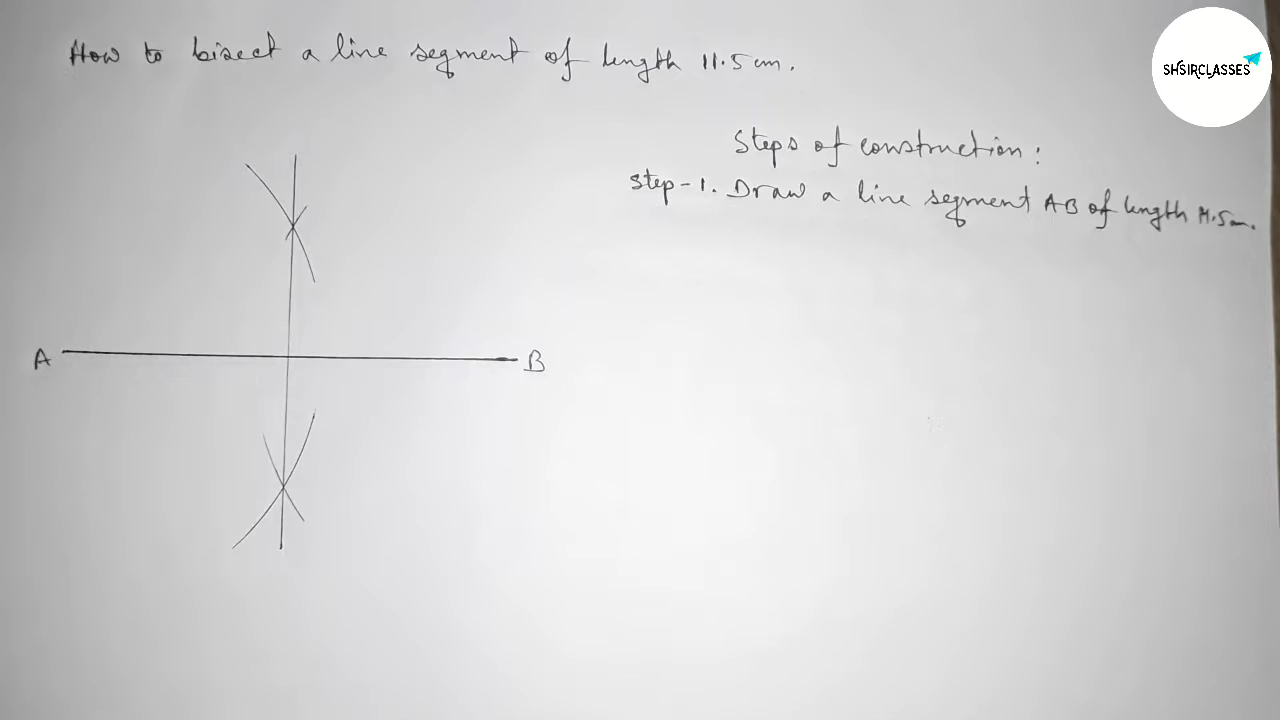 How to bisect a line segment of length 11.5 cm.
SHSIRCLASSES
Steps of construction:
Step-1. Draw a line segment AB of length 11.5cm.
A
B